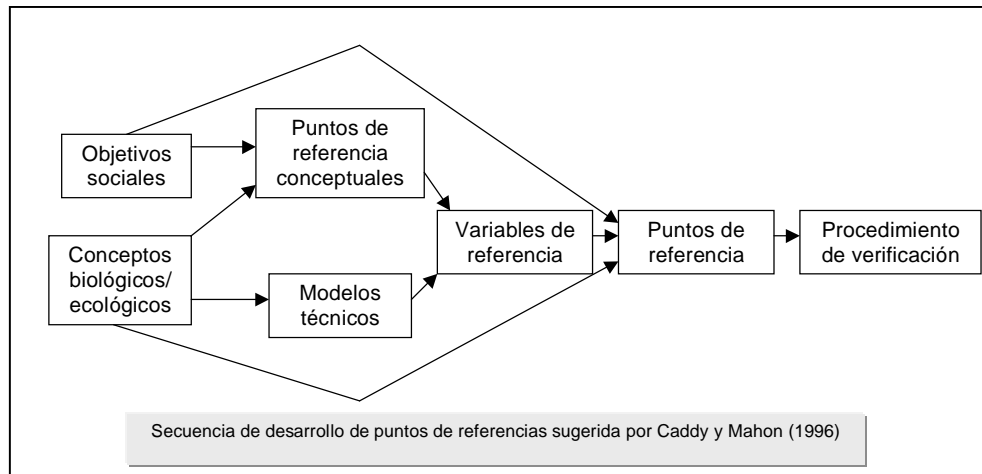 Objetivos
sociales
Puntos de
referencia
conceptuales
Conceptos
biológicos/
ecológicos
Modelos
técnicos
Variables de
referencia
Puntos de
referencia
Procedimiento
de verificación
Secuencia de desarrollo de puntos de referencias sugerida por Caddy y Mahon (1996)